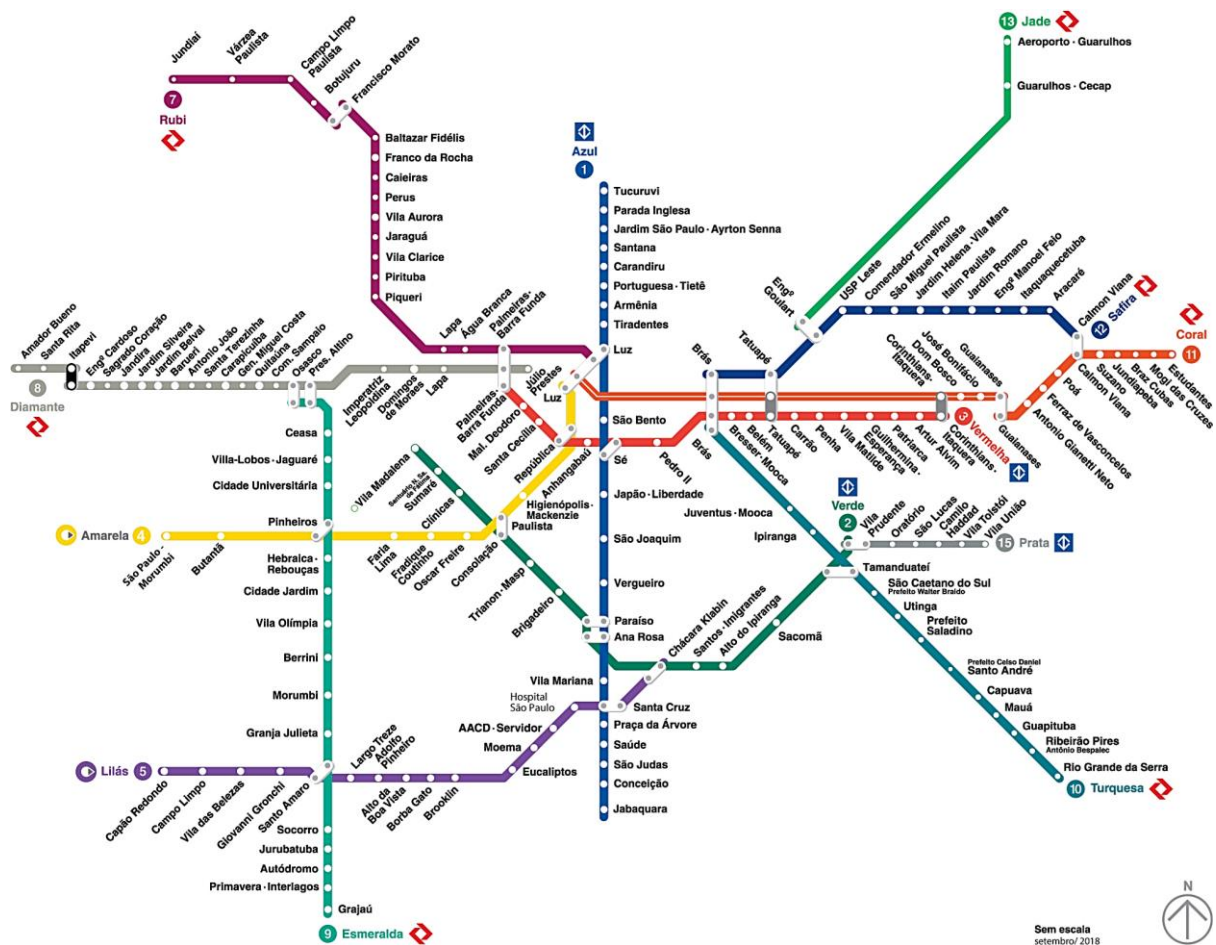 13 Jade
Aeroporto · Guarulhos
Guarulhos · Cecap
Jundiaí
Várzea
Paulista
Campo Limpo
Paulista
Botujuru
Francisco Morato
7
Rubi
Baltazar Fidélis
Franco da Rocha
Caieiras
Perus
Vila Aurora
Jaraguá
Vila Clarice
Pirituba
Piqueri
Lapa
Água Branca
Palmeiras-
Barra Funda
Azul
1
Tucuruvi
Parada Inglesa
Jardim São Paulo · Ayrton Senna
Santana
Carandiru
Portuguesa · Tietê
Armênia
Tiradentes
Luz
São Bento
Sé
Japão · Liberdade
São Joaquim
Vergueiro
Paraíso
Ana Rosa
Vila Mariana
Santa Cruz
Praça da Árvore
Saúde
São Judas
Conceição
Jabaquara
Brás
Tatuapé
Engº
Goulart
USP Leste
Comendador Ermelino
São Miguel Paulista
Jardim Helena · Vila Mara
Itaim Paulista
Jardim Romano
Engº Manoel Feio
Itaquaquecetuba
Aracaré
Calmon Viana
12
Safira
Coral
11
Corinthians-
Itaquera
Dom Bosco
José Bonifácio
Guaianases
Guaianases
Antonio Gianetti Neto
Ferraz de Vasconcelos
Poá
Calmon Viana
Suzano
Jundiapeba
Braz Cubas
Mogi das Cruzes
Estudantes
Amador Bueno
Santa Rita
Itapevi
Engº Cardoso
Sagrado Coração
Jandira
Jardim Silveira
Jardim Belval
Barueri
Antonio João
Santa Terezinha
Carapicuíba
Gen. Miguel Costa
Quitaúna
Com. Sampaio
Osasco
Pres. Altino
Imperatriz
Leopoldina
Domingos
de Moraes
Lapa
Júlio
Prestes
8
Diamante
Palmeiras-
Barra Funda
Mal. Deodoro
Santa Cecília
República
Anhangabaú
Pedro II
Brás
Bresser · Mooca
Belém
Tatuapé
Carrão
Penha
Vila Matilde
Guilhermina-
Esperança
Patriarca
Artur Alvim
Corinthians-
Itaquera
3
Vermelha
Luz
Higienópolis-
Mackenzie
Paulista
Oscar Freire
Fradique
Coutinho
Faria
Lima
Butantã
São Paulo-
Morumbi
Amarela 4
Ceasa
Villa-Lobos · Jaguaré
Cidade Universitária
Pinheiros
Hebraica -
Rebouças
Cidade Jardim
Vila Olímpia
Berrini
Morumbi
Granja Julieta
Socorro
Jurubatuba
Autódromo
Primavera · Interlagos
Grajaú
9 Esmeralda
Vila Madalena
Santuário N. Sa.
de Fátima
Sumaré
Clínicas
Consolação
Trianon · Masp
Brigadeiro
Chácara Klabin
Santos · Imigrantes
Alto do Ipiranga
Sacomã
Verde
2
Vila
Prudente
Oratório
São Lucas
Camilo
Haddad
Vila Tolstói
Vila União
15 Prata
Juventus · Mooca
Ipiranga
Tamanduateí
São Caetano do Sul
Prefeito Walter Braido
Utinga
Prefeito
Saladino
Prefeito Celso Daniel
Santo André
Capuava
Mauá
Guapituba
Ribeirão Pires
Antônio Bespalec
Rio Grande da Serra
10 Turquesa
Lilás 5
Capão Redondo
Campo Limpo
Vila das Belezas
Giovanni Gronchi
Santo Amaro
Largo Treze
Adolfo
Pinheiro
Alto da
Boa Vista
Borba Gato
Brooklin
Eucaliptos
Moema
AACD · Servidor
Hospital
São Paulo
N
Sem escala
setembro/ 2018